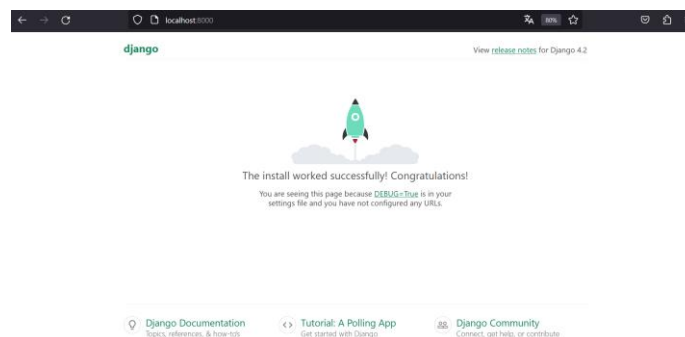 localhost:8000
80%
django
View release notes for Django 4.2
The install worked successfully! Congratulations!
You are seeing this page because DEBUG=True is in your
settings file and you have not configured any URLs.
Django Documentation
Topics, references, & how-to's
Tutorial: A Polling App
Get started with Django
Django Community
Connect, get help, or contribute